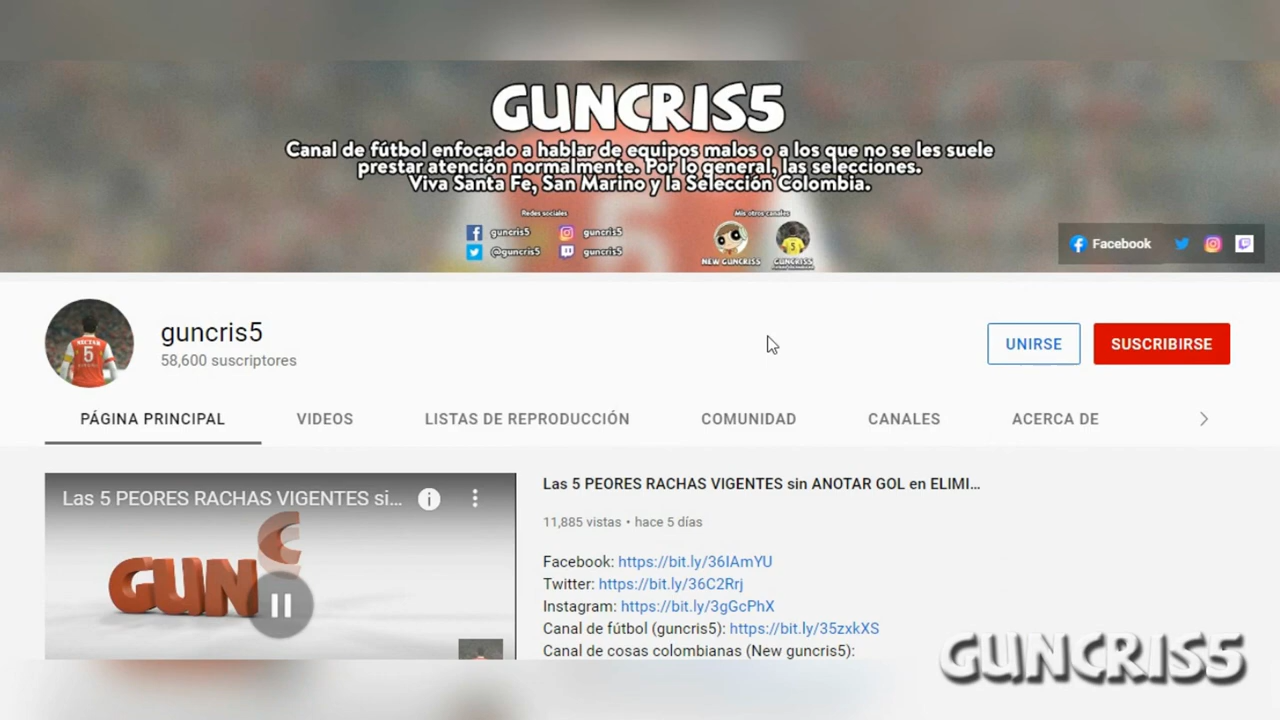 GUNCRIS5
Canal de fútbol enfocado a hablar de equipos malos o a los que no se les suele
prestar atención normalmente. Por lo general, las selecciones.
Viva Santa Fe, San Marino y la Selección Colombia.
Redes sociales
Mis otros canales
guncris5
guncris5
@guncris5
guncris5
NEW GUNCRIS5
GUNCRIS5
Facebook
guncris5
58,600 suscriptores
UNIRSE
SUSCRIBIRSE
PÁGINA PRINCIPAL
VIDEOS
LISTAS DE REPRODUCCIÓN
COMUNIDAD
CANALES
ACERCA DE
Las 5 PEORES RACHAS VIGENTES si...
GUNC
Las 5 PEORES RACHAS VIGENTES sin ANOTAR GOL en ELIMI...
11,885 vistas • hace 5 días
Facebook: https://bit.ly/36IAmYU
Twitter: https://bit.ly/36C2Rrj
Instagram: https://bit.ly/3gGcPhX
Canal de fútbol (guncris5): https://bit.ly/35zxkXS
Canal de cosas colombianas (New guncris5):
GUNCRIS5